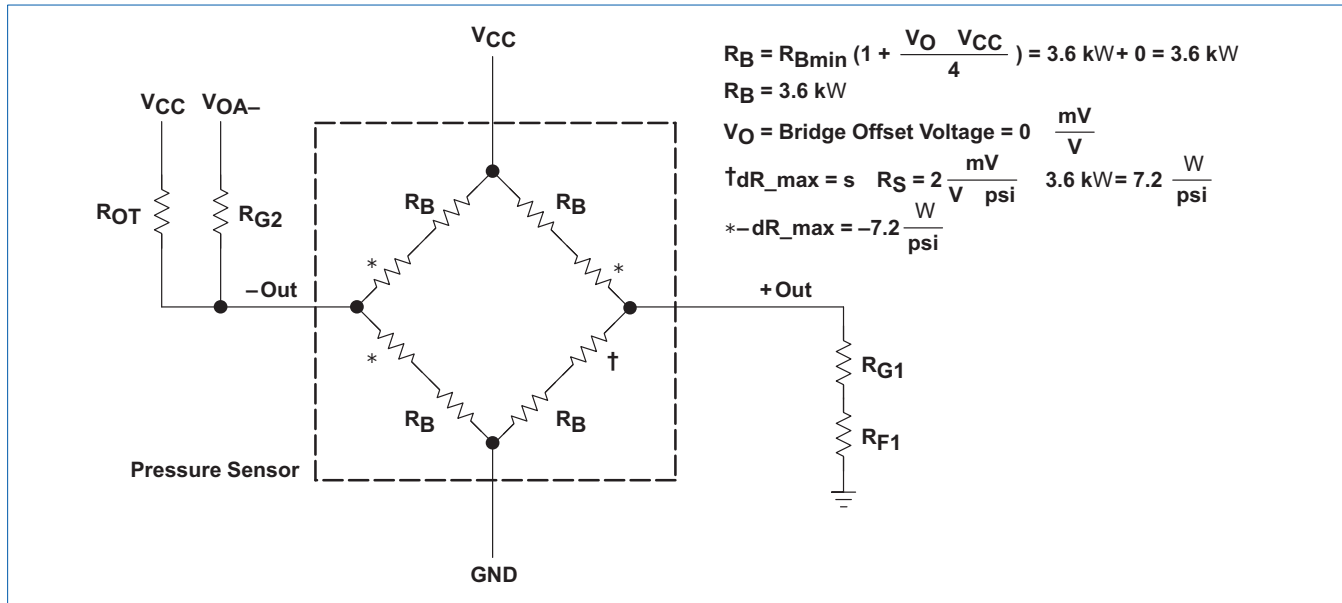 VCC
VCC VOA–
ROT
RG2
–Out
RB
RB
*
*
*
†
RB
RB
+Out
RG1
RF1
Pressure Sensor
GND
RB = RBmin (1 + VO VCC / 4 ) = 3.6 kW + 0 = 3.6 kW
RB = 3.6 kW
VO = Bridge Offset Voltage = 0 mV / V
†dR_max = s RS = 2 mV / V psi 3.6 kW = 7.2 W / psi
*–dR_max = –7.2 W / psi